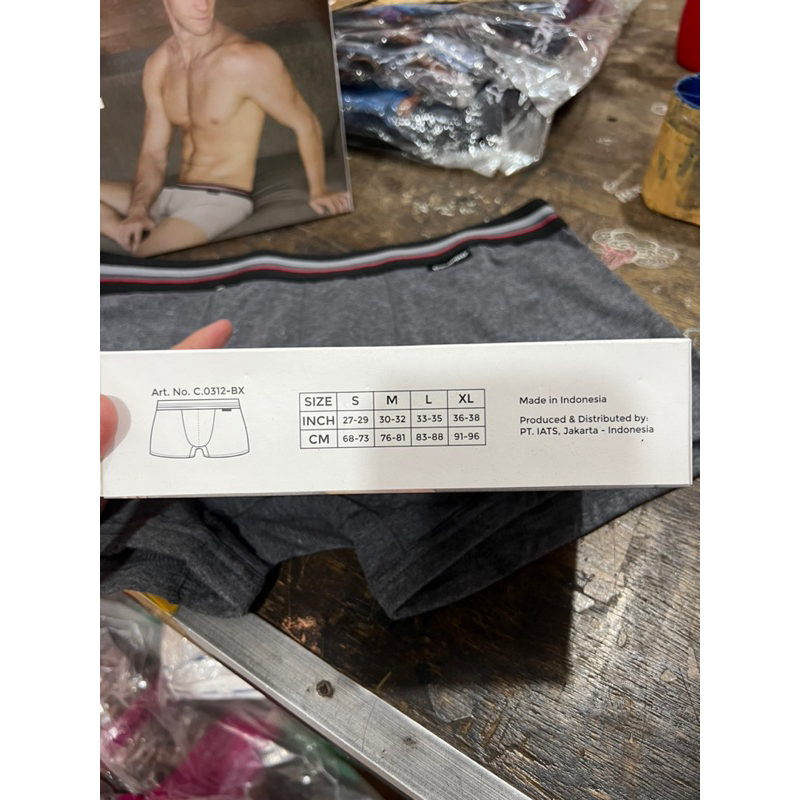 Art. No. C.0312-BX
SIZE S M L XL
INCH 27-29 30-32 33-35 36-38
CM 68-73 76-81 83-88 91-96
Made in Indonesia
Produced & Distributed by:
PT. IATS, Jakarta - Indonesia